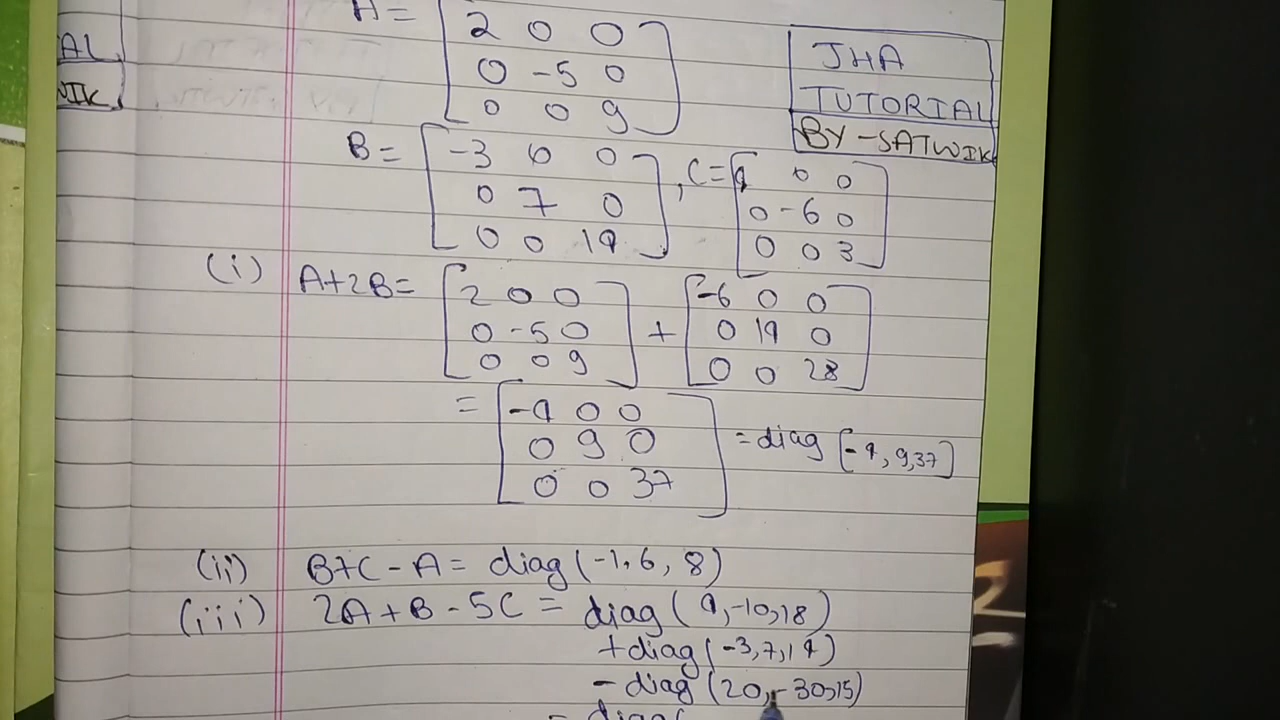 A =
2 0 0
0 -5 0
0 0 9
AL
WIK
JHA
TUTORIAL
BY-SATWIK
B =
-3 0 0
0 7 0
0 0 14
, C =
4 0 0
0 -6 0
0 0 3
(i) A+2B =
2 0 0
0 -5 0
0 0 9
+
-6 0 0
0 14 0
0 0 28
=
-4 0 0
0 9 0
0 0 37
= diag [-4, 9, 37]
(ii) B+C-A = diag(-1, 6, 8)
(iii) 2A+B-5C = diag(4, -10, 18)
+ diag(-3, 7, 14)
- diag(20, -30, 15)
= diag(